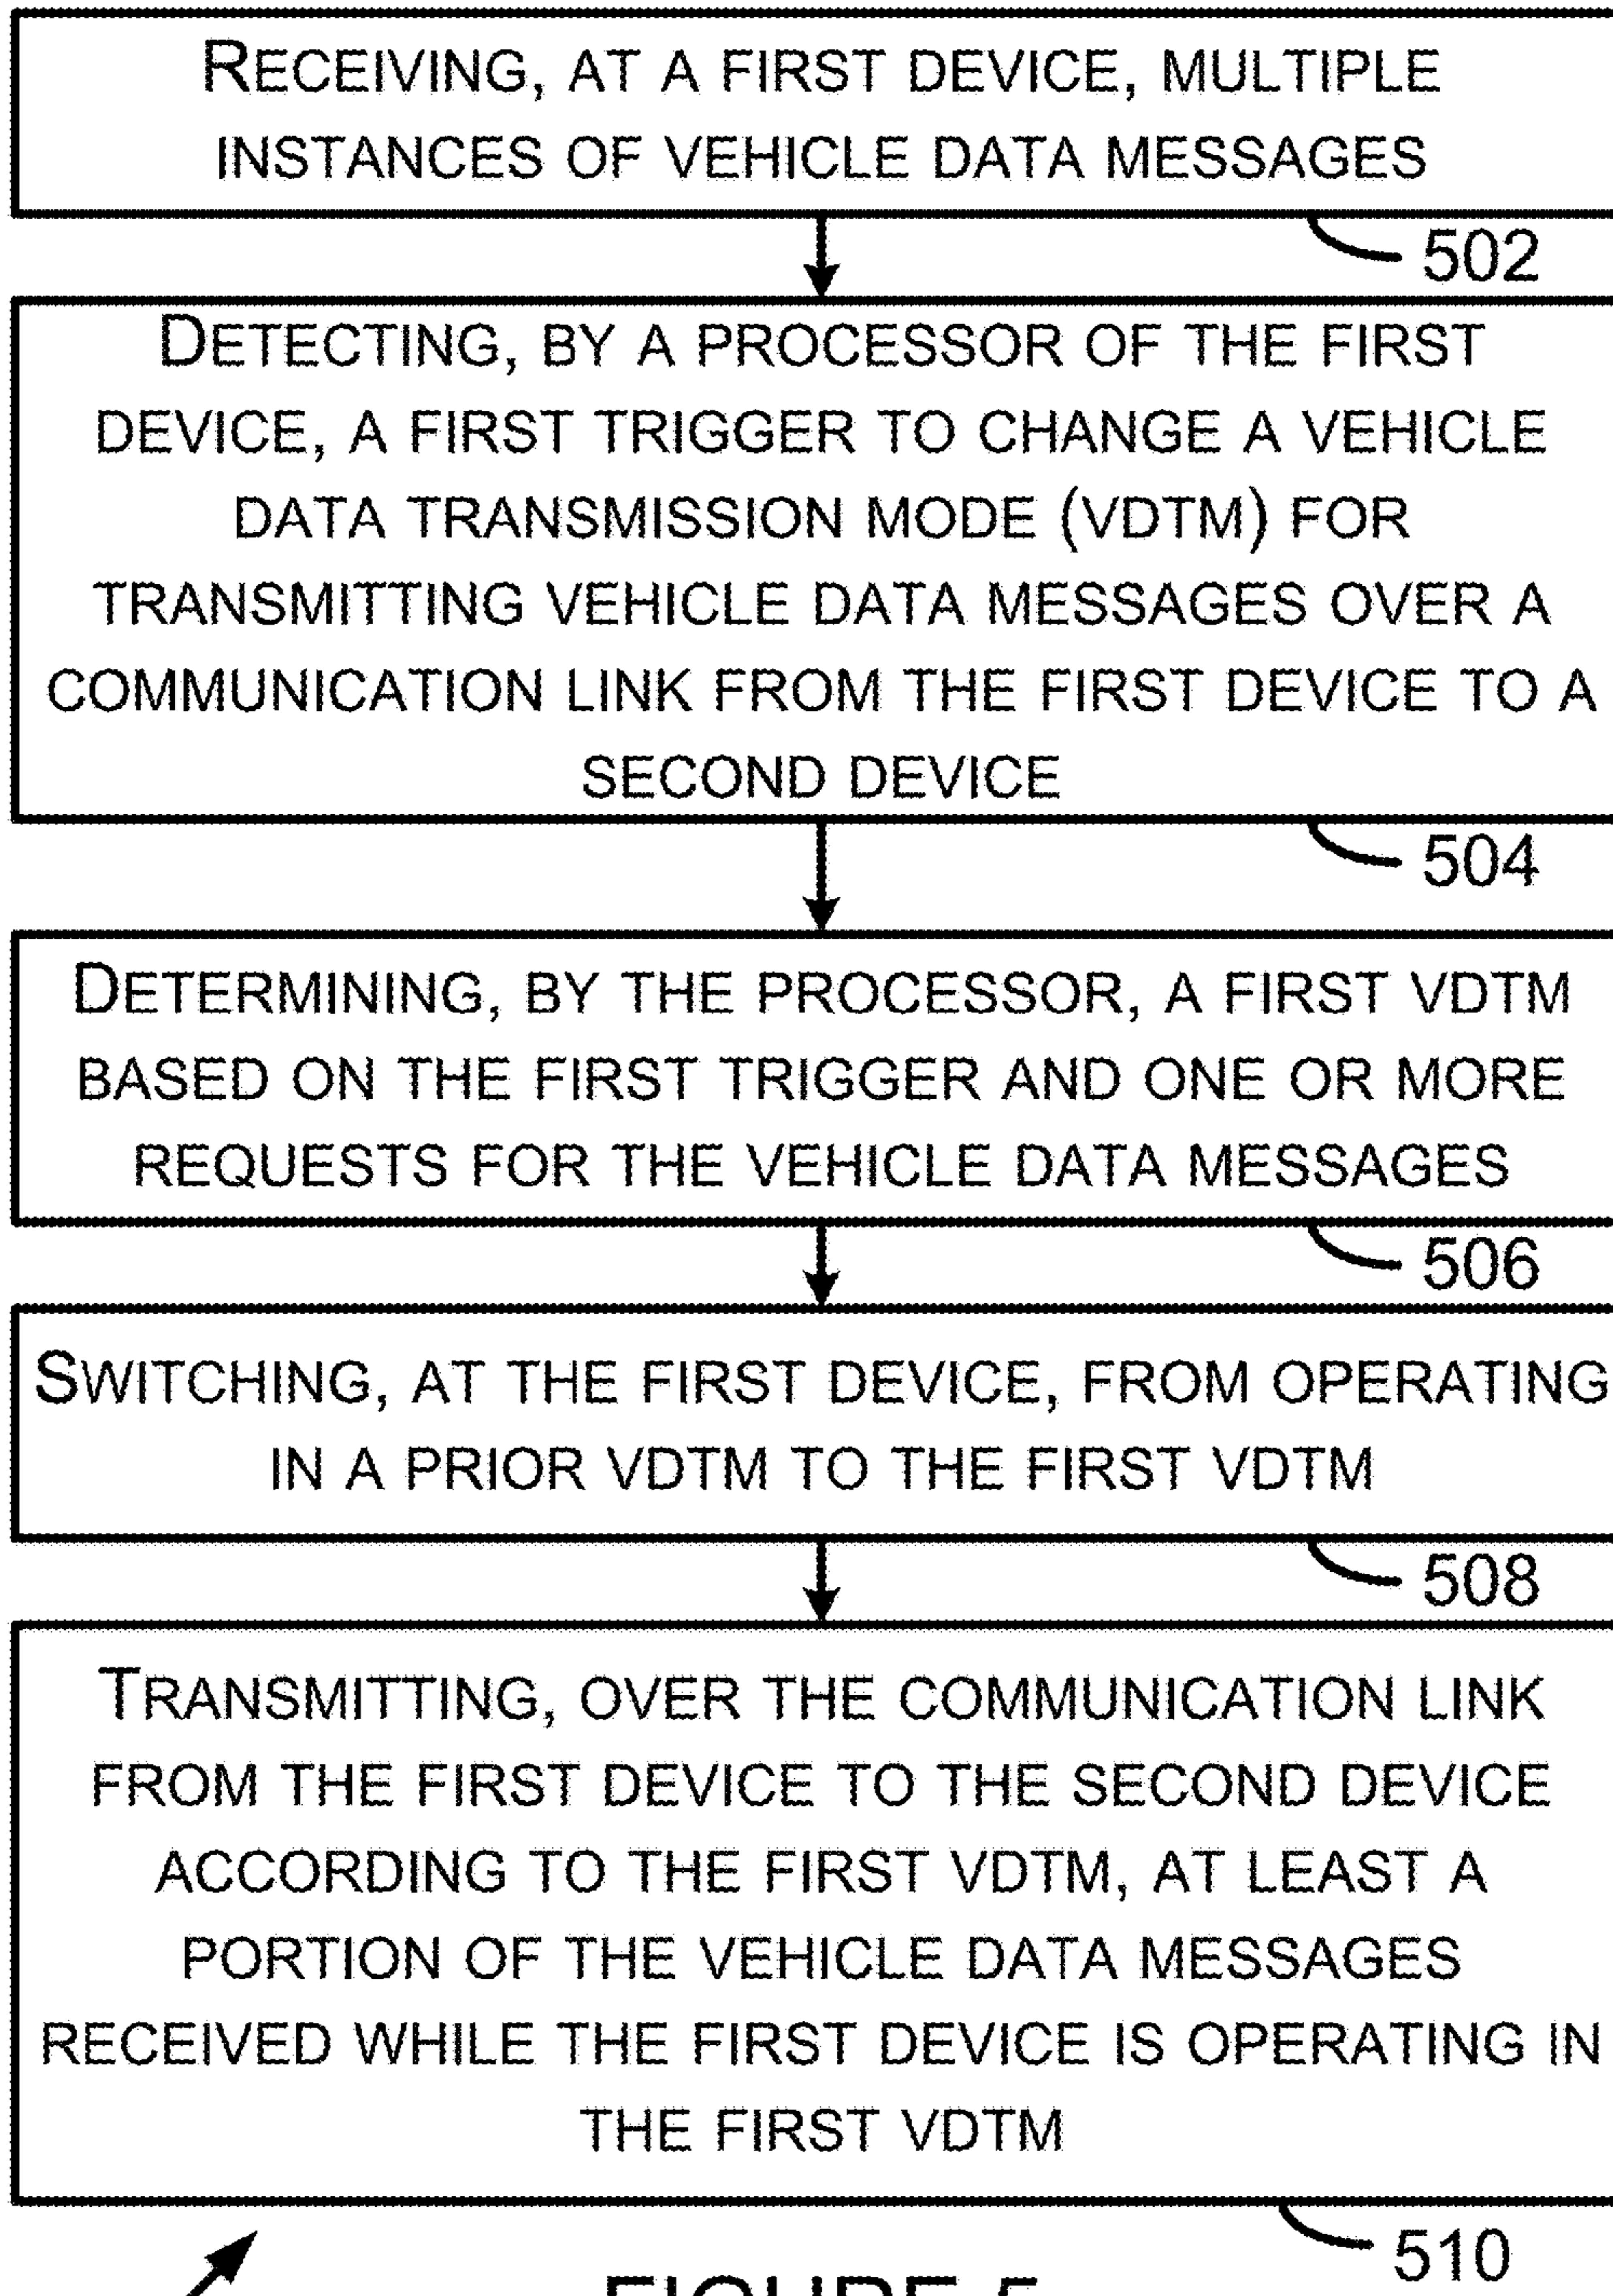 RECEIVING, AT A FIRST DEVICE, MULTIPLE
INSTANCES OF VEHICLE DATA MESSAGES
502
DETECTING, BY A PROCESSOR OF THE FIRST
DEVICE, A FIRST TRIGGER TO CHANGE A VEHICLE
DATA TRANSMISSION MODE (VDTM) FOR
TRANSMITTING VEHICLE DATA MESSAGES OVER A
COMMUNICATION LINK FROM THE FIRST DEVICE TO A
SECOND DEVICE
504
DETERMINING, BY THE PROCESSOR, A FIRST VDTM
BASED ON THE FIRST TRIGGER AND ONE OR MORE
REQUESTS FOR THE VEHICLE DATA MESSAGES
506
SWITCHING, AT THE FIRST DEVICE, FROM OPERATING
IN A PRIOR VDTM TO THE FIRST VDTM
508
TRANSMITTING, OVER THE COMMUNICATION LINK
FROM THE FIRST DEVICE TO THE SECOND DEVICE
ACCORDING TO THE FIRST VDTM, AT LEAST A
PORTION OF THE VEHICLE DATA MESSAGES
RECEIVED WHILE THE FIRST DEVICE IS OPERATING IN
THE FIRST VDTM
510
FIGURE 5